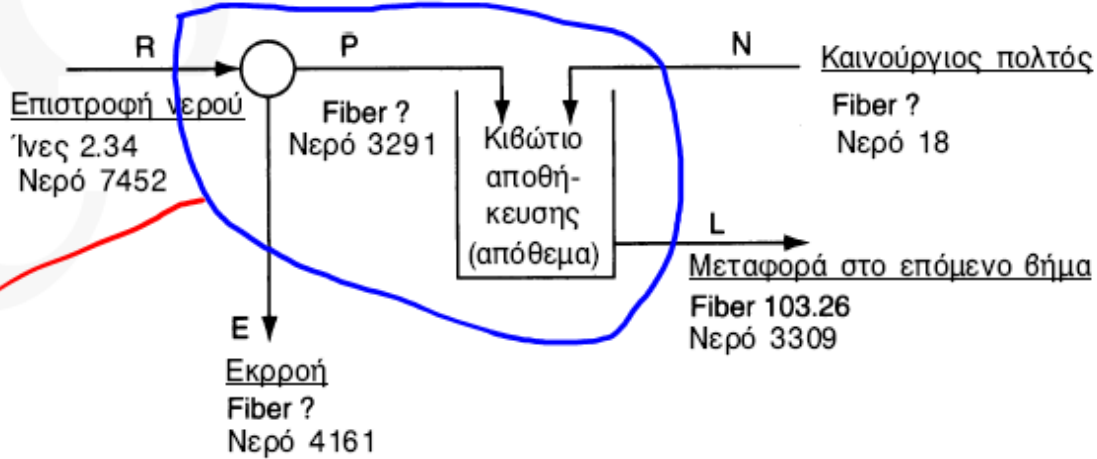 R
P
N
Επιστροφή νερού
Ίνες 2.34
Νερό 7452
Fiber ?
Νερό 3291
Κιβώτιο
αποθή-
κευσης
(απόθεμα)
Καινούργιος πολτός
Fiber ?
Νερό 18
L
Μεταφορά στο επόμενο βήμα
Fiber 103.26
Νερό 3309
E
Εκρροή
Fiber ?
Νερό 4161